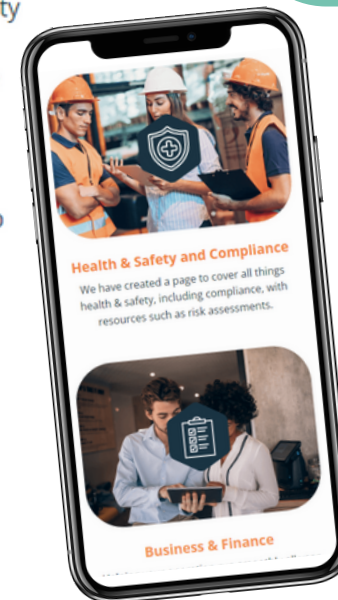 ty
Health & Safety and Compliance
We have created a page to cover all things
health & safety, including compliance, with
resources such as risk assessments.
Business & Finance